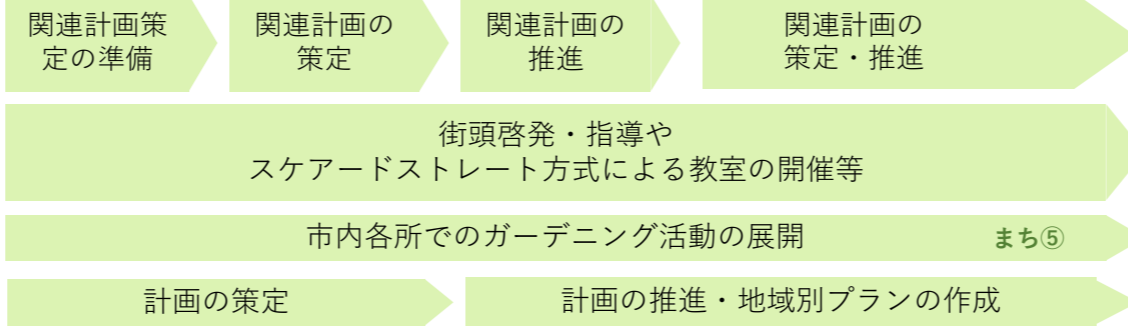 関連計画策
定の準備
関連計画の
策定
関連計画の
推進
関連計画の
策定・推進
街頭啓発・指導や
スケアードストレート方式による教室の開催等
市内各所でのガーデニング活動の展開
まち⑤
計画の策定
計画の推進・地域別プランの作成